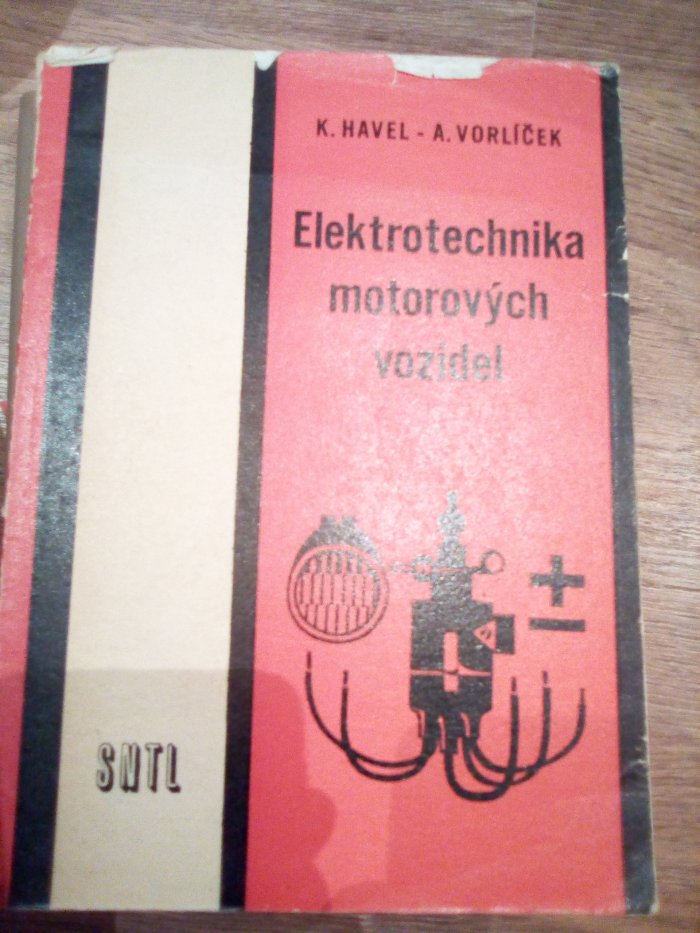 K. HAVEL - A. VORLÍČEK
Elektrotechnika
motorových
vozidel
SNTL